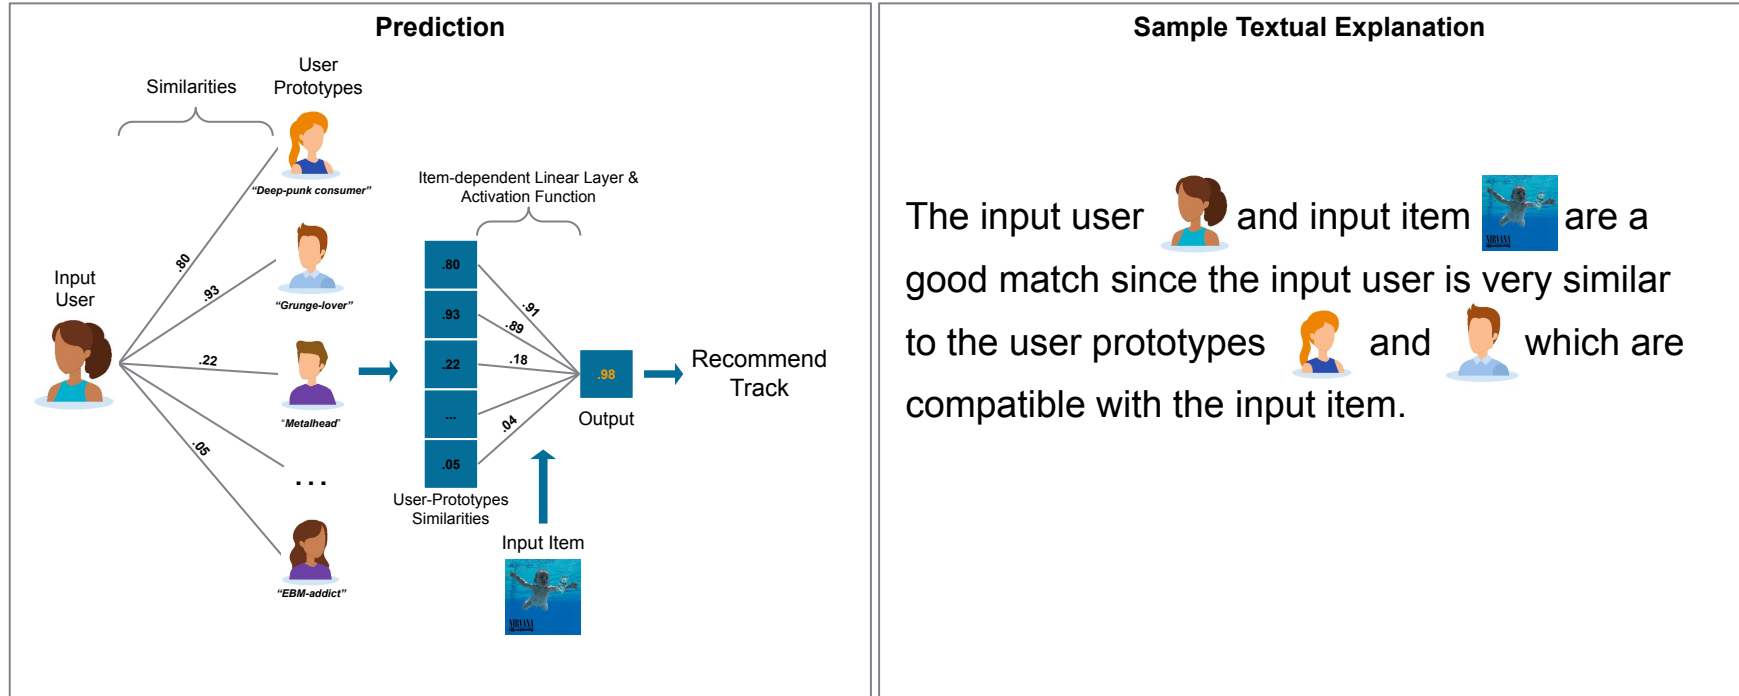 Prediction
Similarities
User
Prototypes
“Deep-punk consumer”
“Grunge-lover”
“Metalhead”
...
“EBM-addict”
Input
User
.80
.93
.22
.05
Item-dependent Linear Layer &
Activation Function
.80
.93
.22
...
.05
User-Prototypes
Similarities
.91
.89
.18
.04
.98
Output
Recommend
Track
Input Item
NIRVANA
Sample Textual Explanation
The input user and input item are a
NIRVANA
good match since the input user is very similar
to the user prototypes and which are
compatible with the input item.